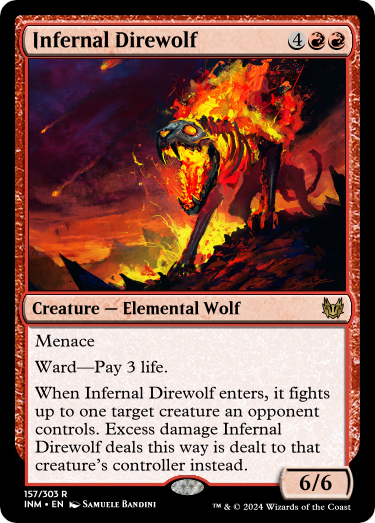 Infernal Direwolf 4
Creature — Elemental Wolf
Menace
Ward—Pay 3 life.
When Infernal Direwolf enters, it fights
up to one target creature an opponent
controls. Excess damage Infernal
Direwolf deals this way is dealt to that
creature's controller instead.
6/6
157/303 R
INM • EN Samuele Bandini
™ & © 2024 Wizards of the Coast